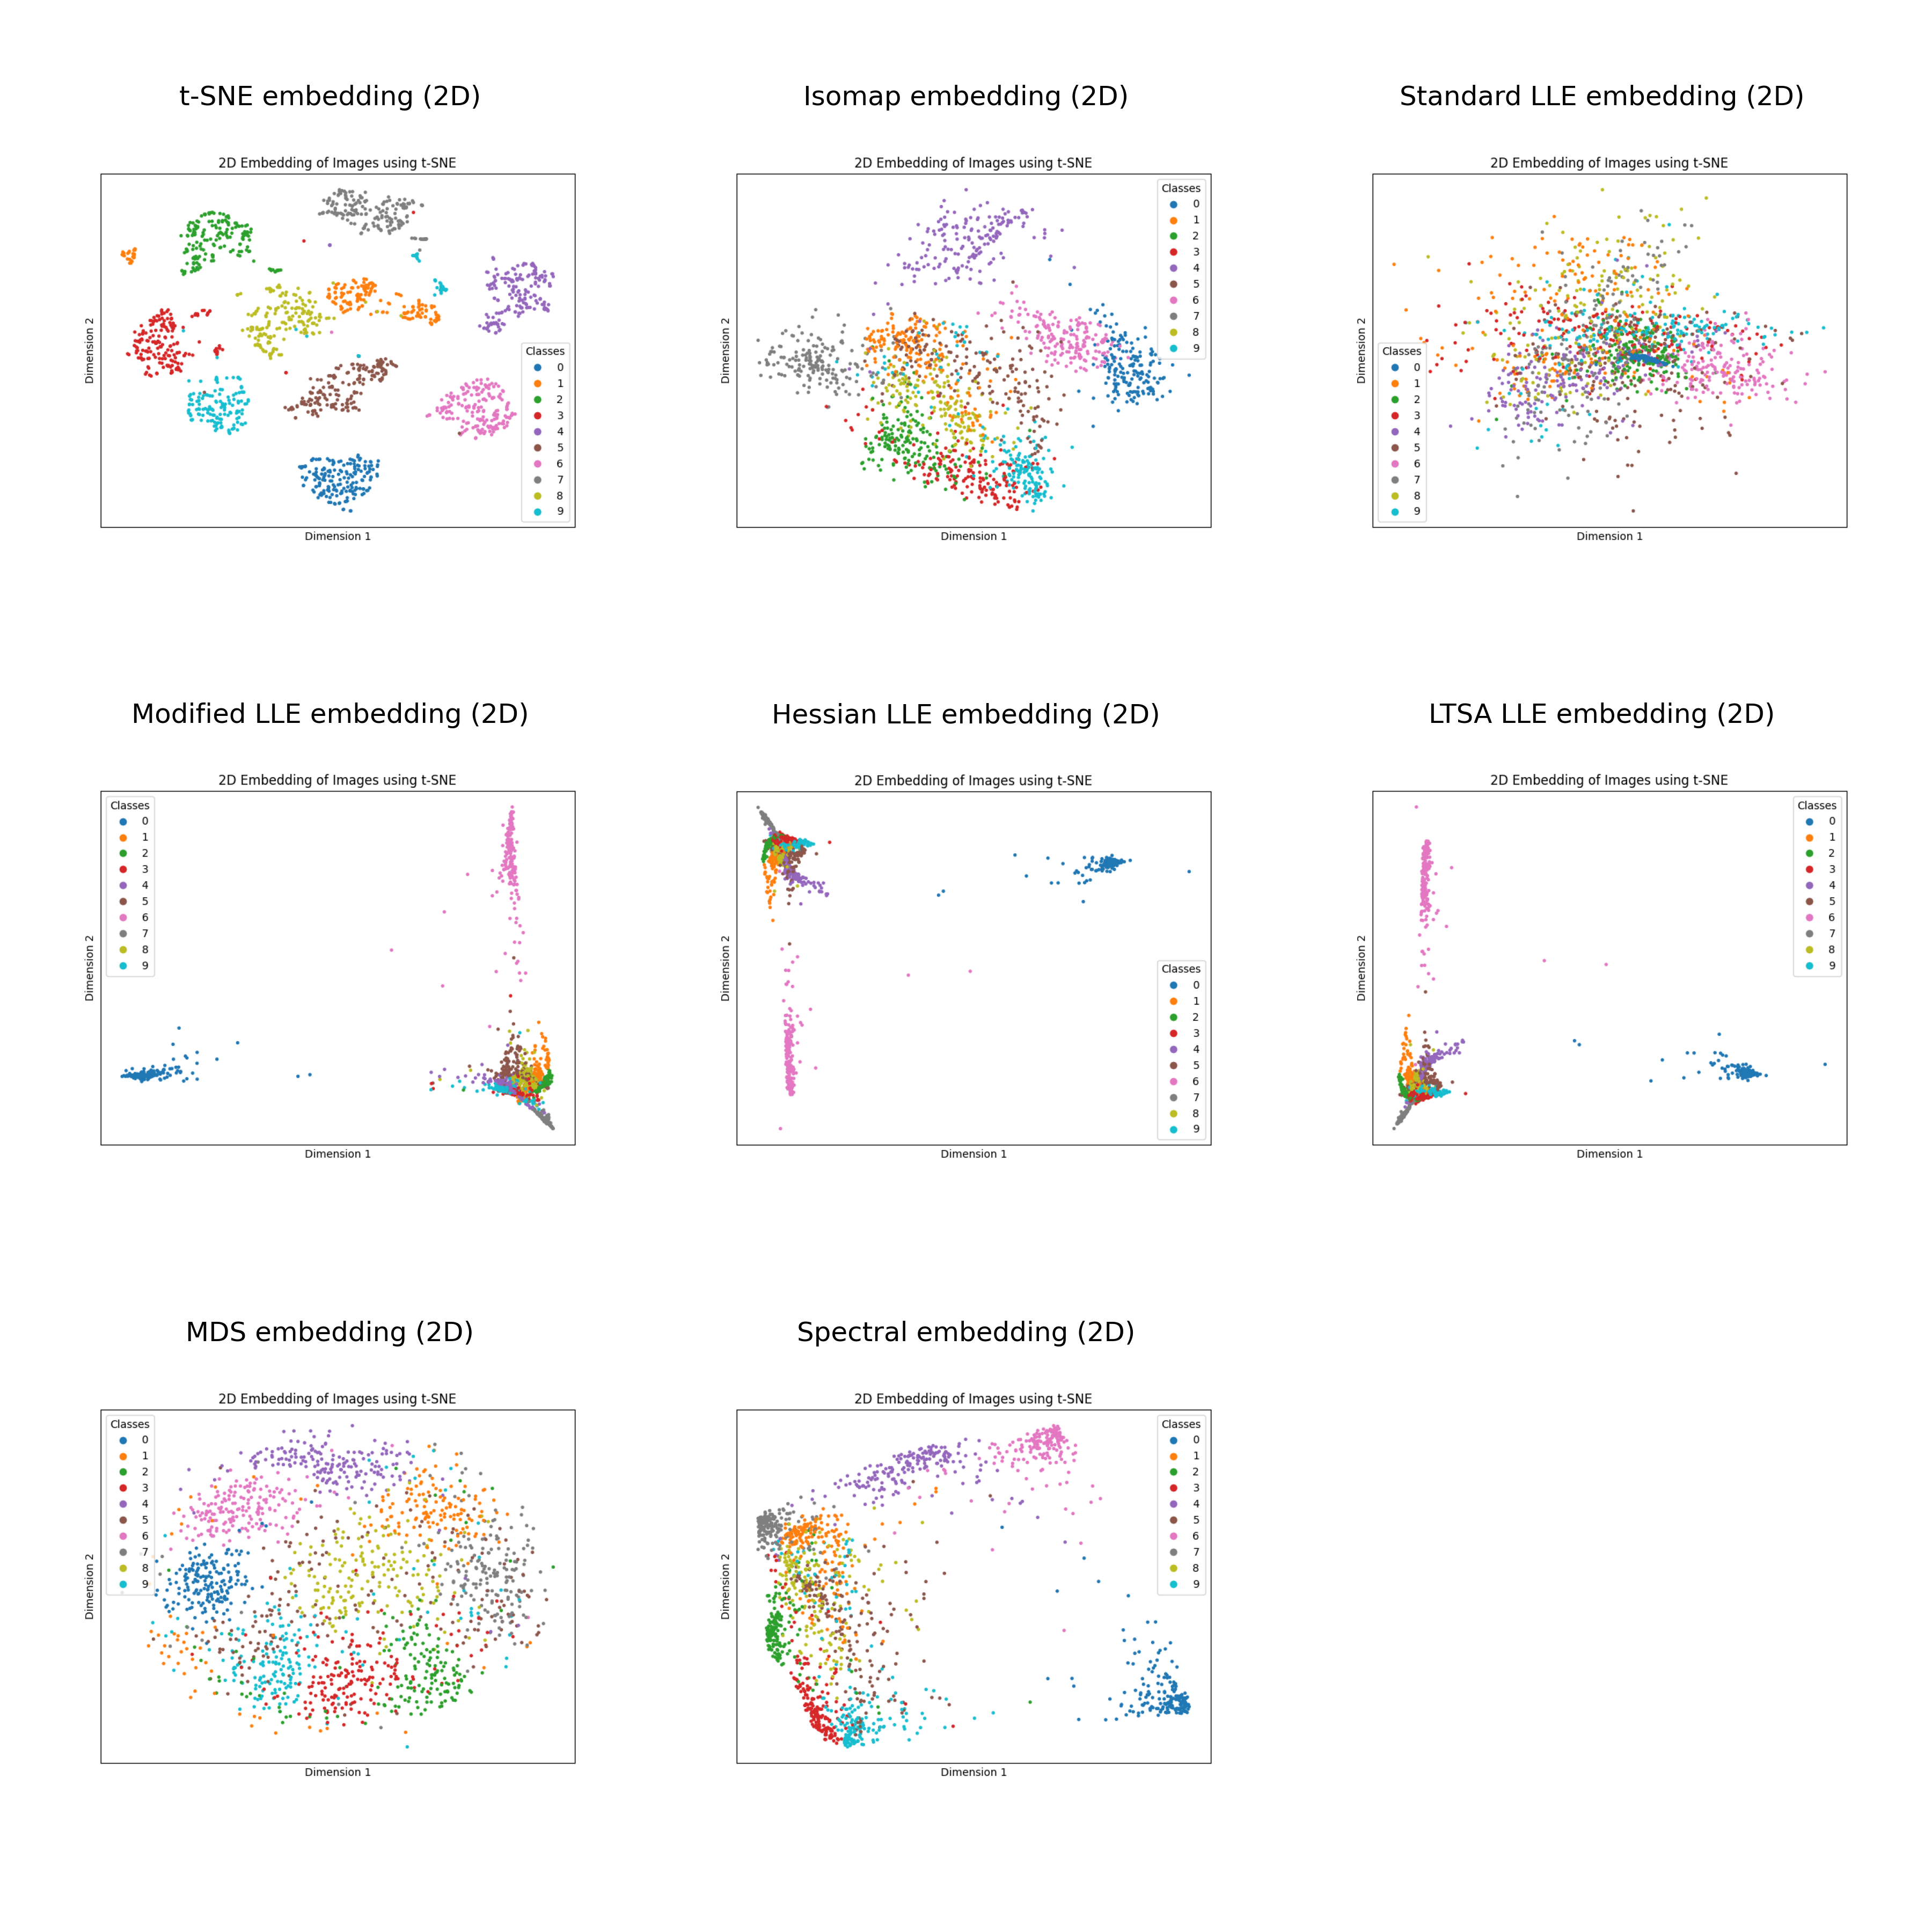 t-SNE embedding (2D)
Isomap embedding (2D)
Standard LLE embedding (2D)
2D Embedding of Images using t-SNE
Dimension 2
Classes
0
1
2
3
4
5
6
7
8
9
Dimension 1
2D Embedding of Images using t-SNE
Dimension 2
Classes
0
1
2
3
4
5
6
7
8
9
Dimension 1
2D Embedding of Images using t-SNE
Dimension 2
Classes
0
1
2
3
4
5
6
7
8
9
Dimension 1
Modified LLE embedding (2D)
Hessian LLE embedding (2D)
LTSA LLE embedding (2D)
2D Embedding of Images using t-SNE
Dimension 2
Classes
0
1
2
3
4
5
6
7
8
9
Dimension 1
2D Embedding of Images using t-SNE
Dimension 2
Classes
0
1
2
3
4
5
6
7
8
9
Dimension 1
2D Embedding of Images using t-SNE
Dimension 2
Classes
0
1
2
3
4
5
6
7
8
9
Dimension 1
MDS embedding (2D)
Spectral embedding (2D)
2D Embedding of Images using t-SNE
Dimension 2
Classes
0
1
2
3
4
5
6
7
8
9
Dimension 1
2D Embedding of Images using t-SNE
Dimension 2
Classes
0
1
2
3
4
5
6
7
8
9
Dimension 1